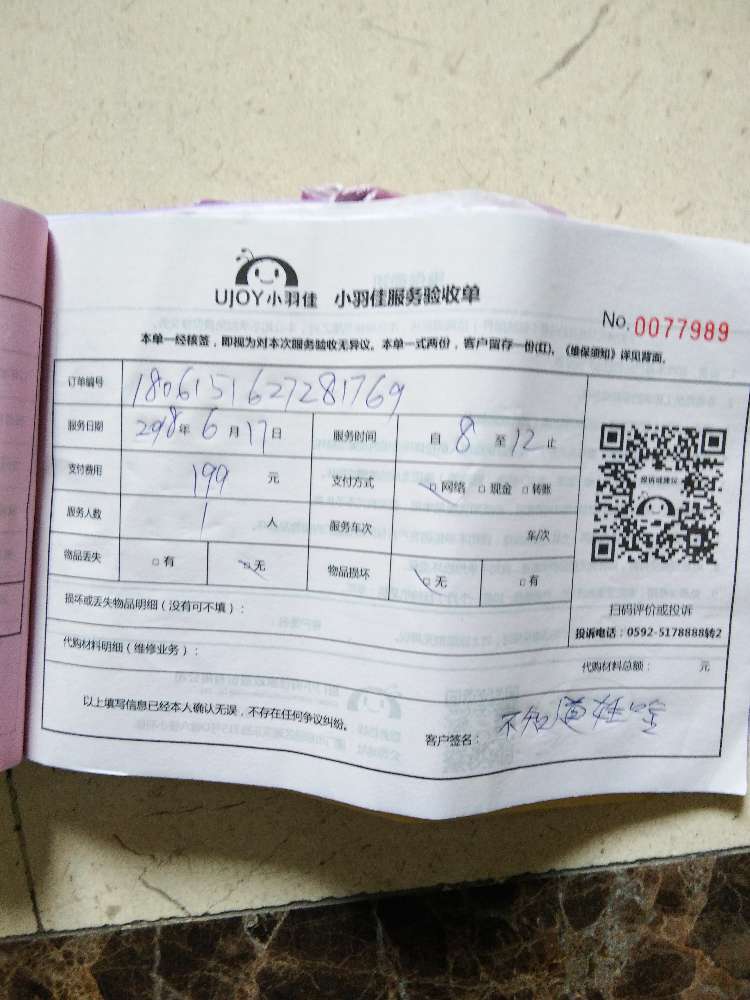 UJOY小羽佳 小羽佳服务验收单
No. 0077989
本单一经核签，即视为对本次服务验收无异议。本单一式两份，客户留存一份(红)。《维保须知》详见背面。
订单编号 1806151627281769
服务日期 2018年6月17日 服务时间 自8至12止
支付费用 199 元 支付方式 □网络 □现金 □转账
服务人数 1 人 服务车次 车/次
物品丢失 □有 □无 物品损坏 □无 □有
投诉或建议
扫码评价或投诉
投诉电话：0592-5178888转2
损坏或丢失物品明细（没有可不填）：
代购材料明细（维修业务）： 代购材料总额： 元
以上填写信息已经本人确认无误，不存在任何争议纠纷。 客户签名： 不知道姓